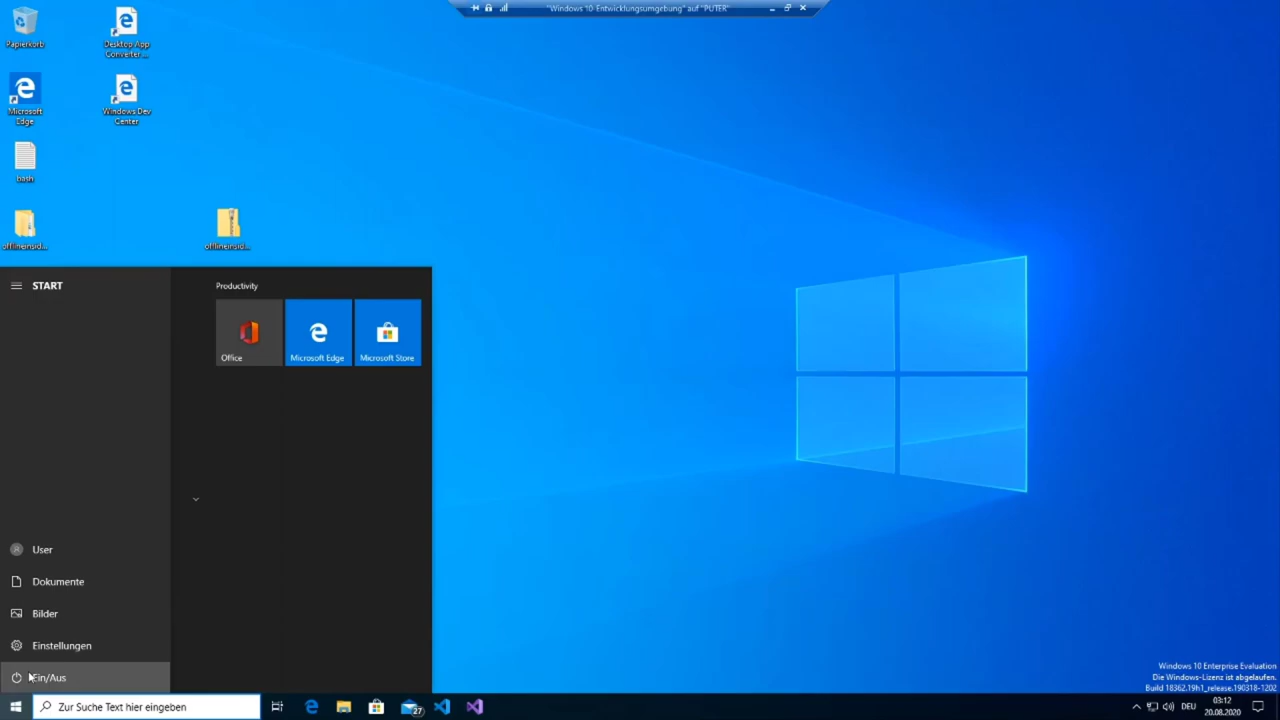 "Windows 10-Entwicklungsumgebung" auf "PUTER"
Papierkorb
Desktop App
Converter ...
Microsoft
Edge
Windows Dev
Center
bash
offlineinsid...
offlineinsid...
START
Productivity
Office
Microsoft Edge
Microsoft Store
User
Dokumente
Bilder
Einstellungen
Ein/Aus
Windows 10 Enterprise Evaluation
Die Windows-Lizenz ist abgelaufen.
Build 18362.19h1_release.190318-1202
Zur Suche Text hier eingeben
27
DEU
03:12
20.08.2020